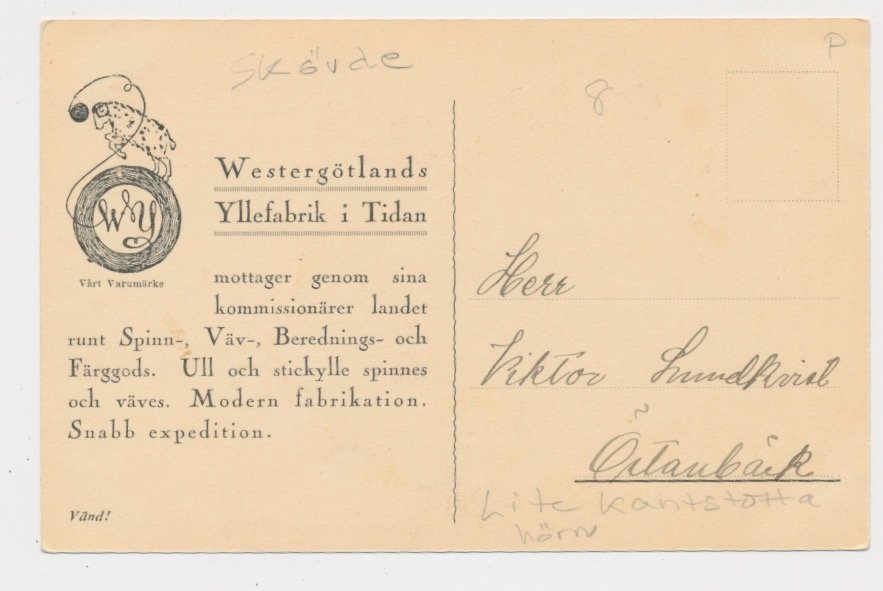 Skövde
P
8
WY
Vårt Varumärke
Westergötlands
Yllefabrik i Tidan
mottager genom sina
kommissionärer landet
runt Spinn-, Väv-, Berednings- och
Färggods. Ull och stickylle spinnes
och väves. Modern fabrikation.
Snabb expedition.
Vänd!
Herr
Viktor Lundkvist
Östanbäck
Lite kantstötta
hörn